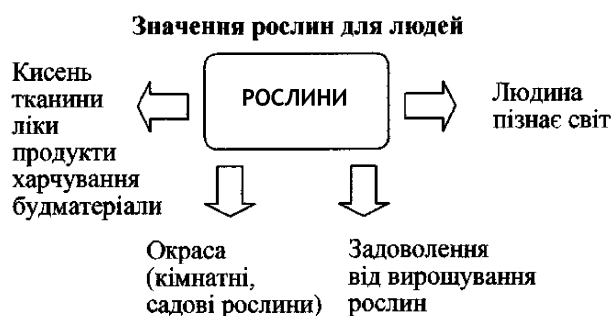 Значення рослин для людей
РОСЛИНИ
Кисень
тканини
ліки
продукти
харчування
будматеріали
Людина
пізнає світ
Окраса
(кімнатні,
садові рослини)
Задоволення
від вирощування
рослин